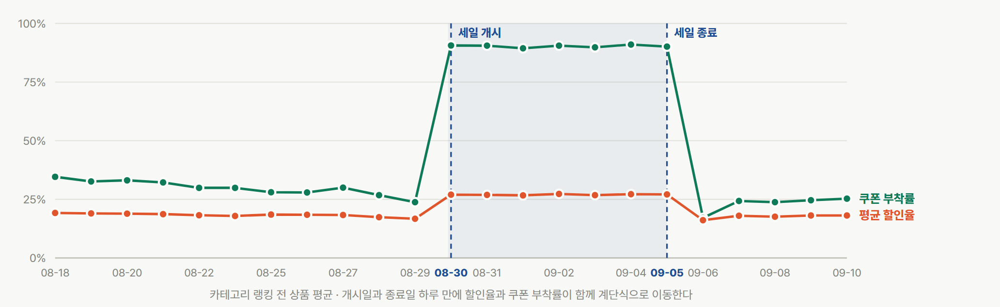 100%
세일 개시
세일 종료
75%
50%
25%
쿠폰 부착률
평균 할인율
0%
08-18 08-20 08-22 08-25 08-27 08-29 08-30 08-31 09-02 09-04 09-05 09-06 09-08 09-10
카테고리 랭킹 전 상품 평균 · 개시일과 종료일 하루 만에 할인율과 쿠폰 부착률이 함께 계단식으로 이동한다